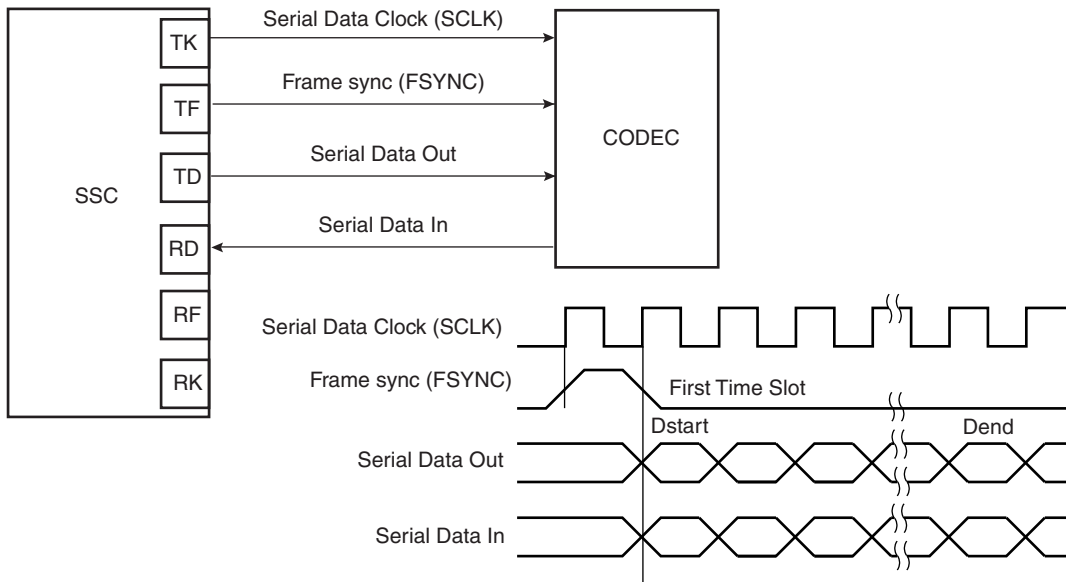 Serial Data Clock (SCLK)
TK
Frame sync (FSYNC)
TF
CODEC
Serial Data Out
TD
SSC
Serial Data In
RD
RF
Serial Data Clock (SCLK)
RK
Frame sync (FSYNC)
First Time Slot
Dstart
Dend
Serial Data Out
Serial Data In